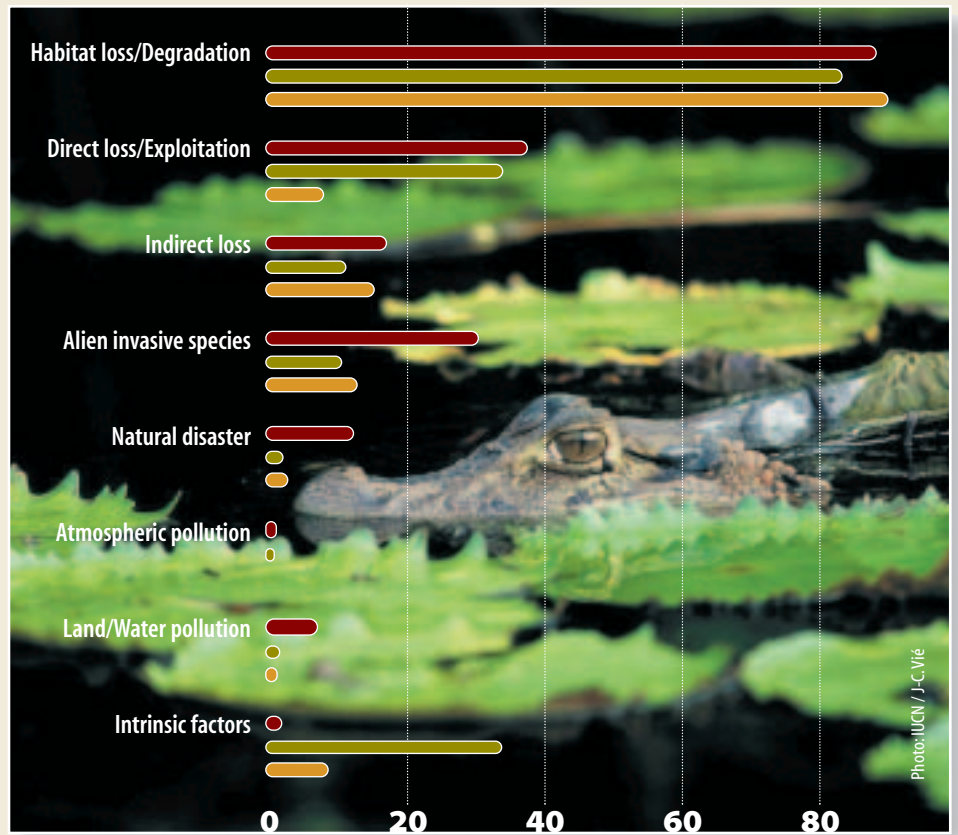 Habitat loss/Degradation
Direct loss/Exploitation
Indirect loss
Alien invasive species
Natural disaster
Atmospheric pollution
Land/Water pollution
Intrinsic factors
0 20 40 60 80
Photo: IUCN / J-C.Vié